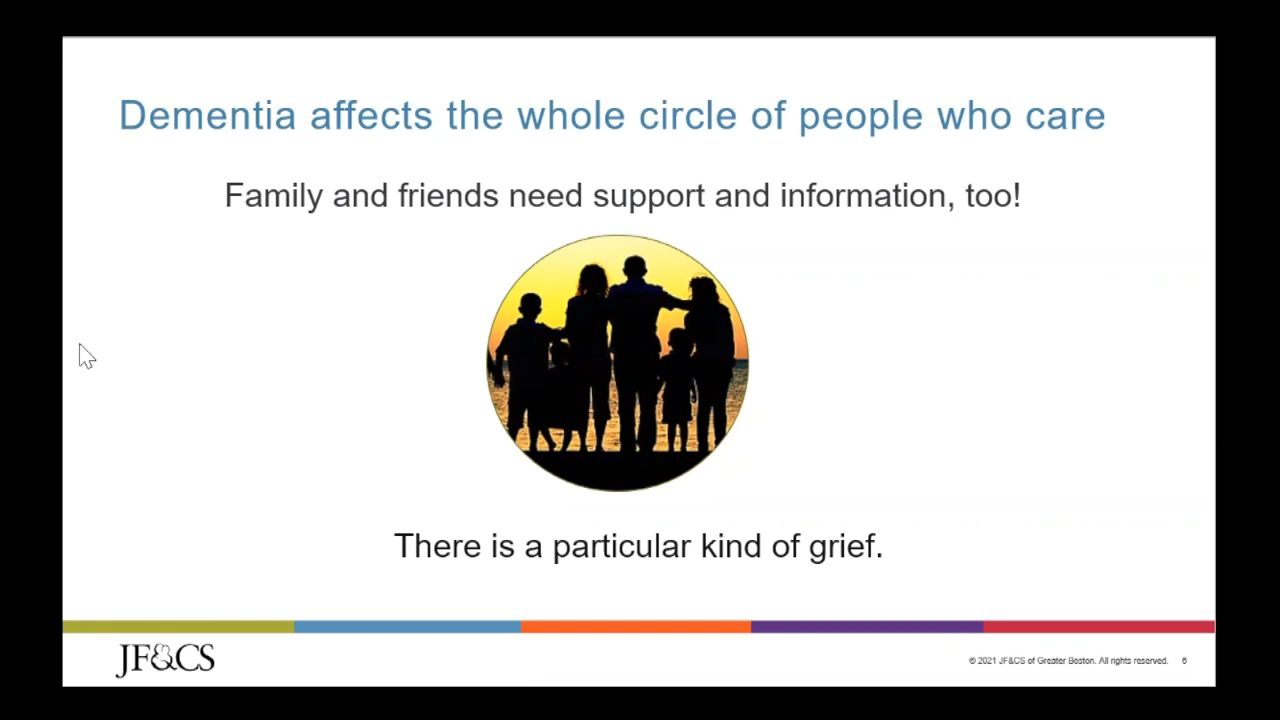 Dementia affects the whole circle of people who care
Family and friends need support and information, too!
There is a particular kind of grief.
JF&CS
© 2021 JF&CS of Greater Boston. All rights reserved. 6